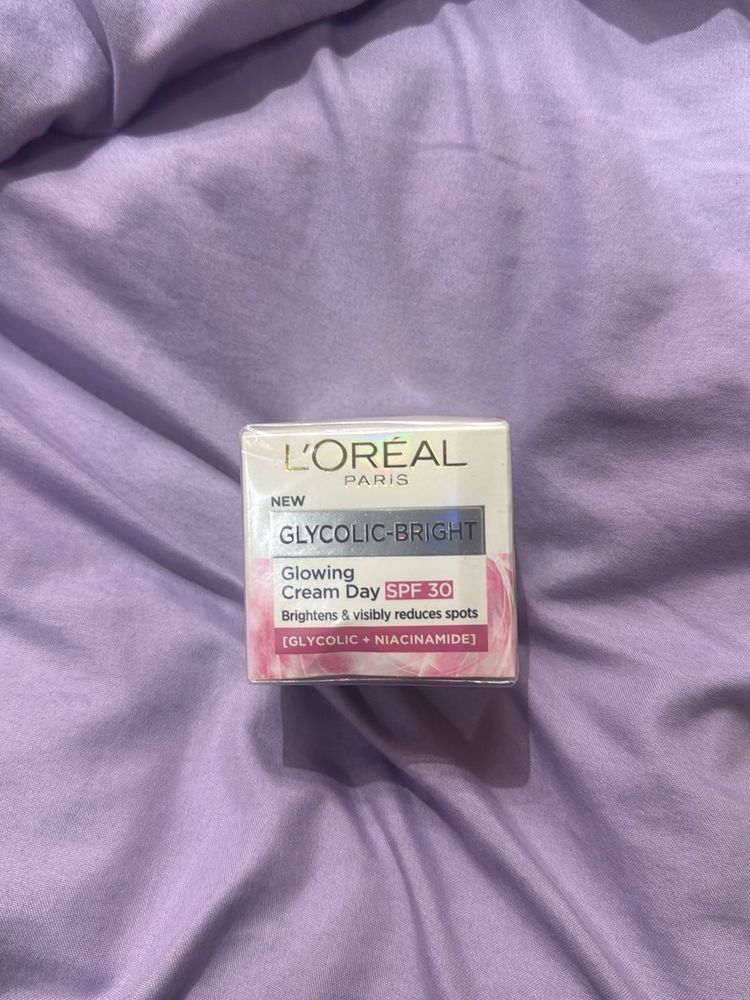 L'ORÉAL
PARIS
NEW
GLYCOLIC-BRIGHT
Glowing
Cream Day SPF 30
Brightens & visibly reduces spots
[GLYCOLIC + NIACINAMIDE]